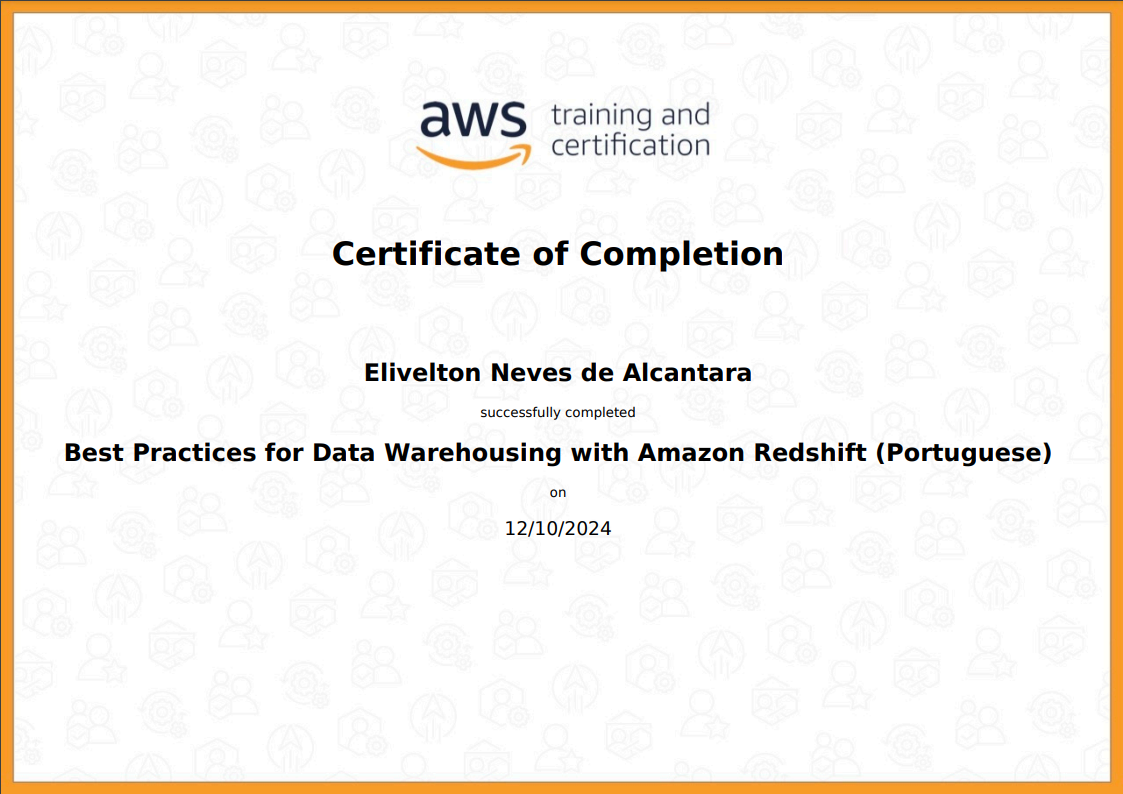 aws training and
certification
Certificate of Completion
Elivelton Neves de Alcantara
successfully completed
Best Practices for Data Warehousing with Amazon Redshift (Portuguese)
on
12/10/2024